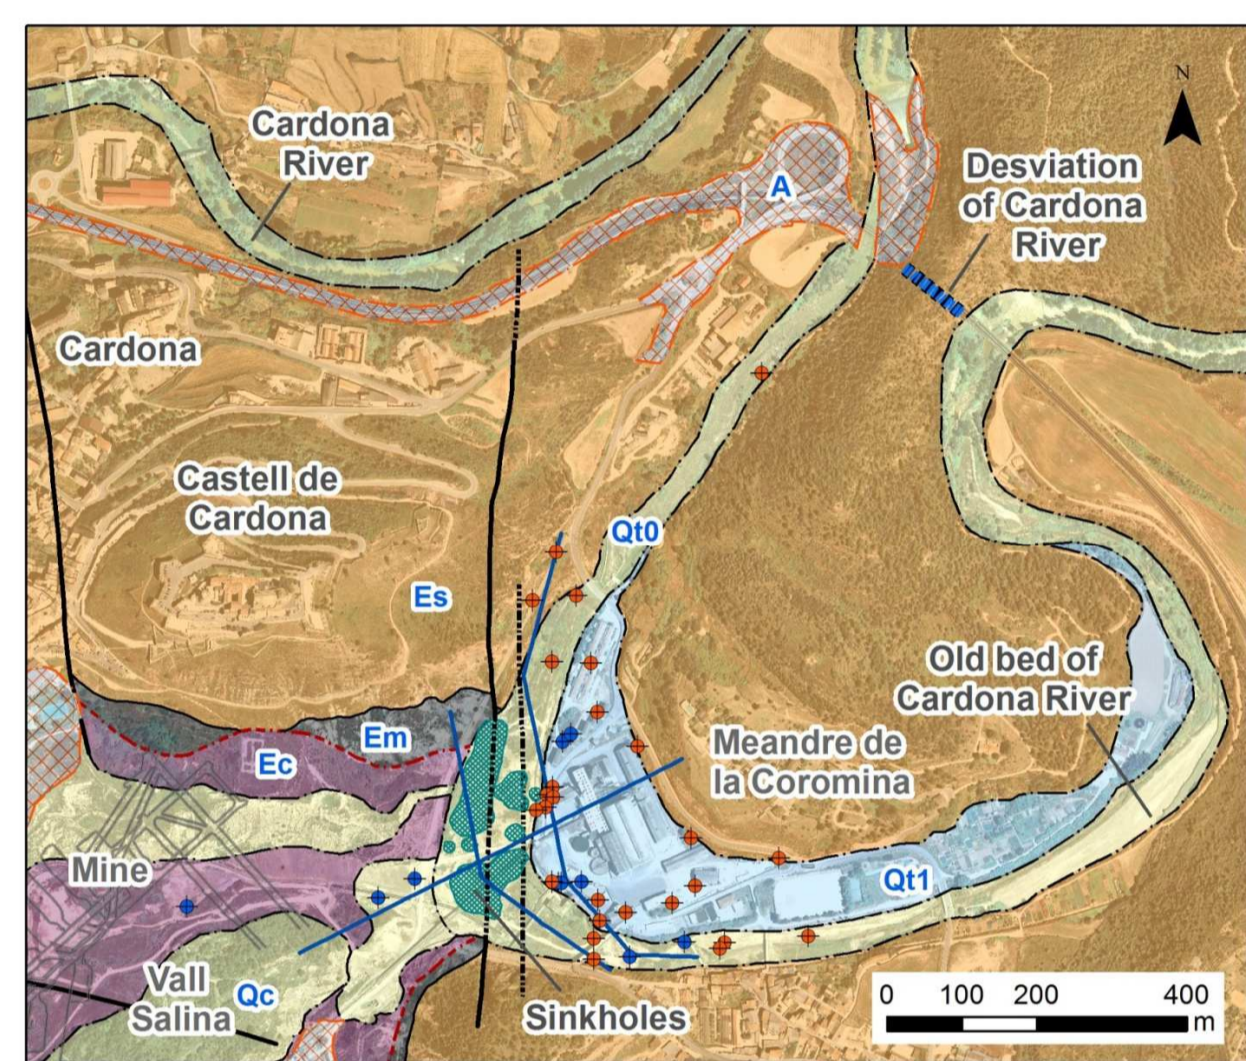 N
Cardona
River
A
Desviation
of Cardona
River
Cardona
Castell de
Cardona
Qt0
Es
Old bed of
Cardona River
Em
Ec
Meandre de
la Coromina
Mine
Qt1
Vall
Salina
Qc
Sinkholes
0 100 200 400
m